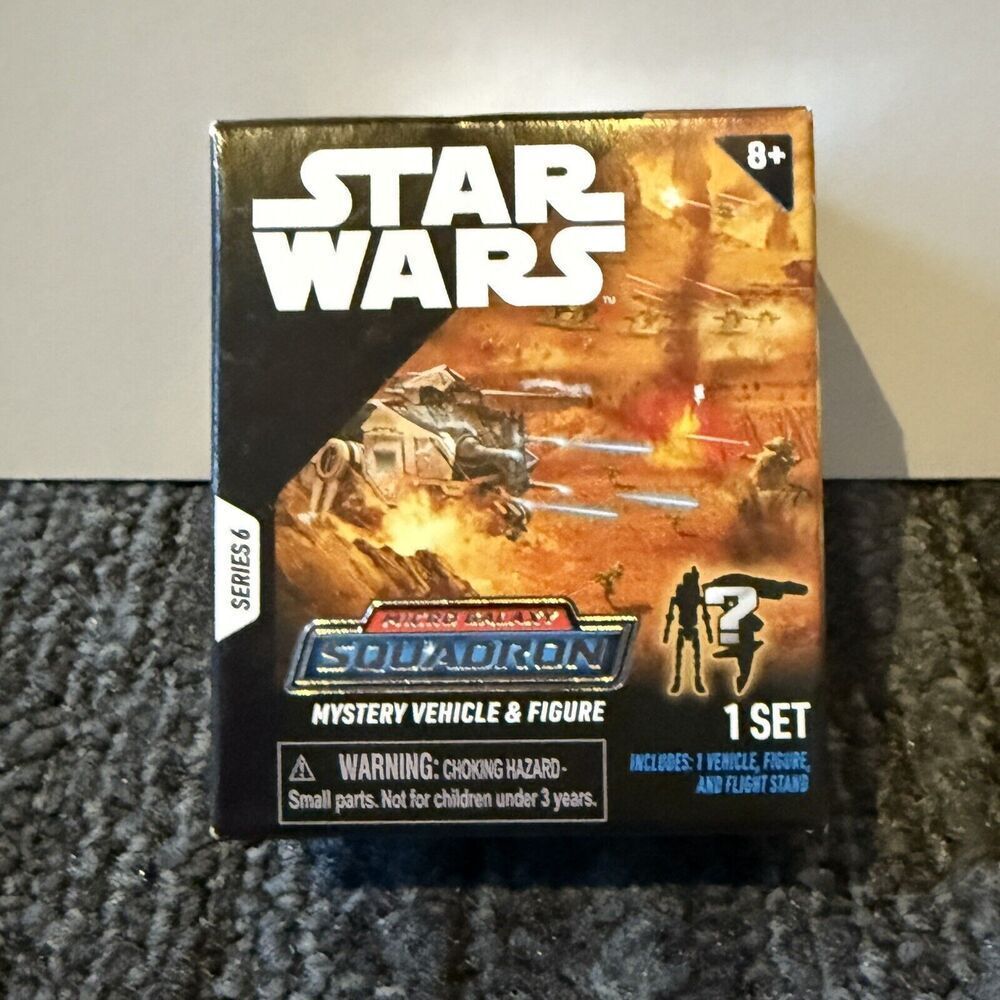 STAR
WARS
™
8+
SERIES 6
MICRO GALAXY
SQUADRON
MYSTERY VEHICLE & FIGURE
?
1 SET
INCLUDES: 1 VEHICLE, FIGURE,
AND FLIGHT STAND
WARNING: CHOKING HAZARD-
Small parts. Not for children under 3 years.